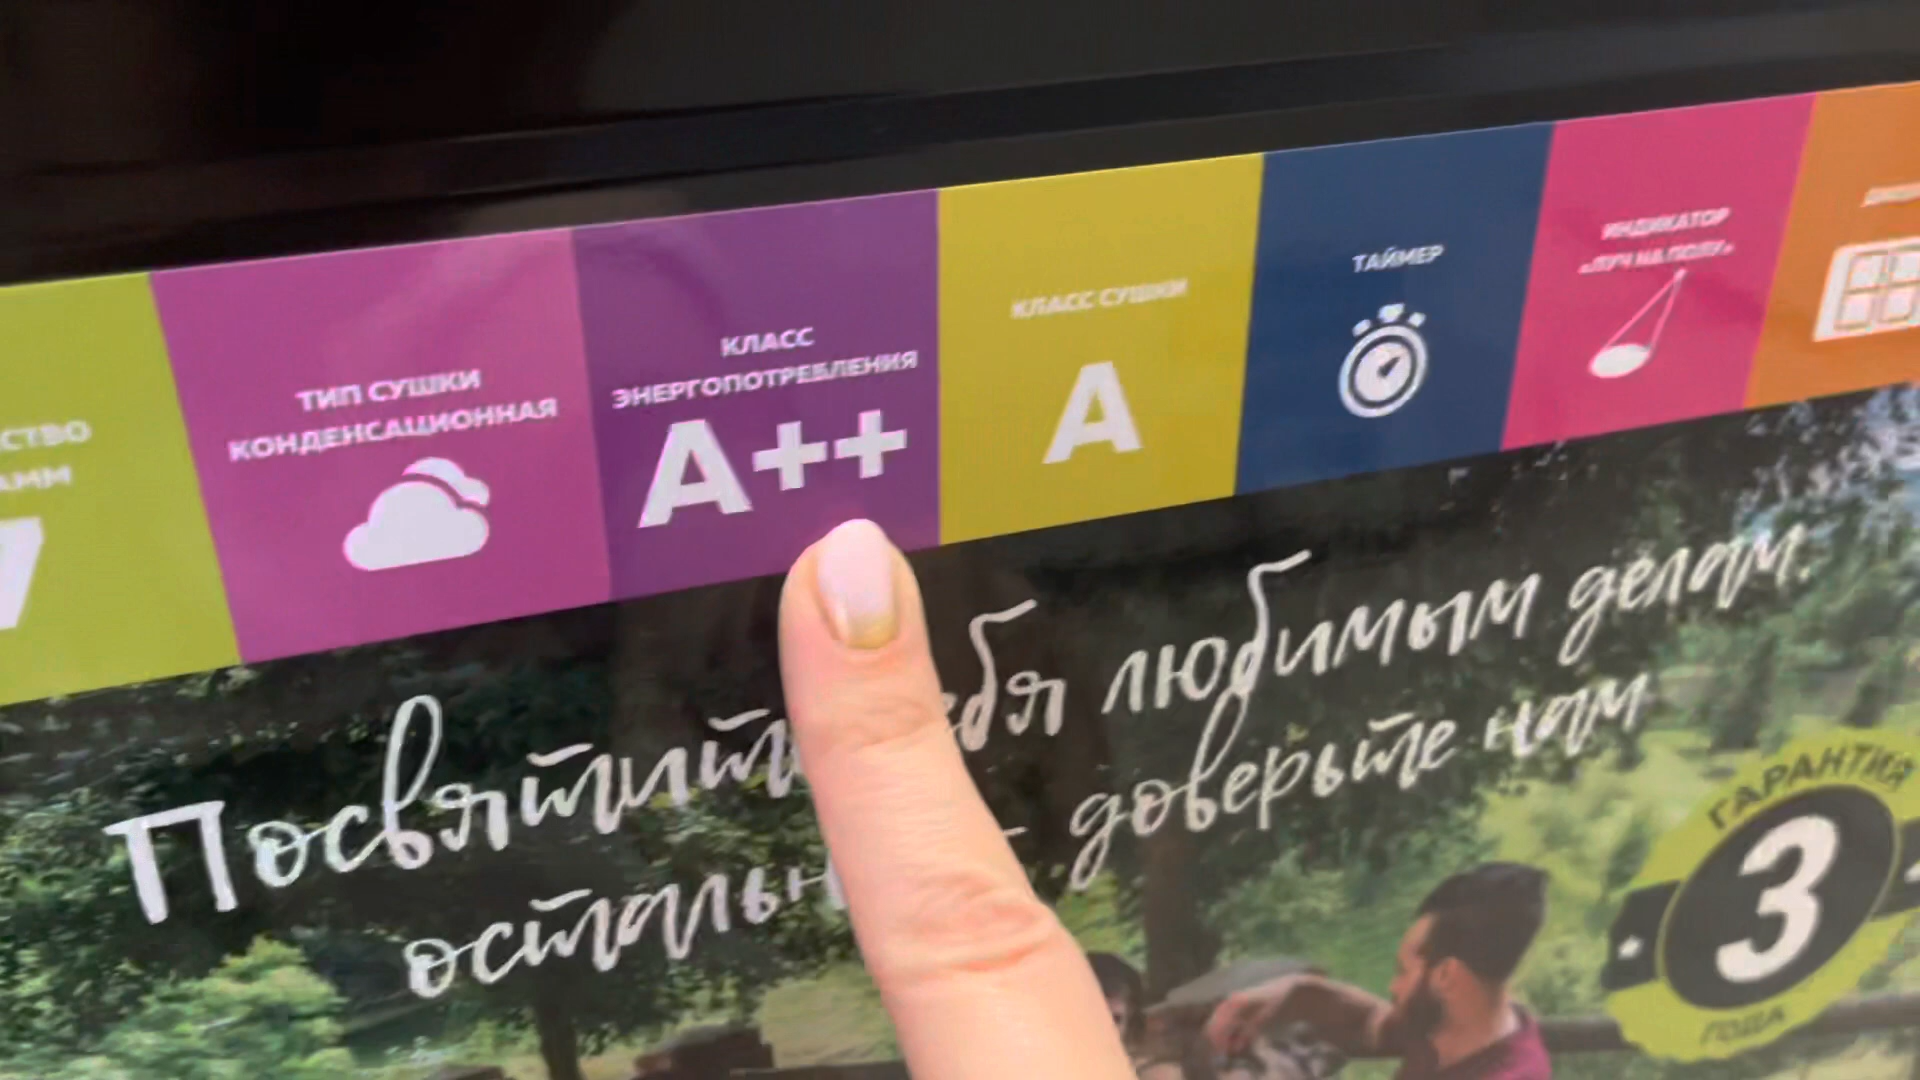 ТИП СУШКИ
КОНДЕНСАЦИОННАЯ
КЛАСС
ЭНЕРГОПОТРЕБЛЕНИЯ
А++
КЛАСС СУШКИ
А
ТАЙМЕР
ИНДИКАТОР
«ЛУЧ НА ПОЛУ»
7
любимым делам.
доверьте нам
ГАРАНТИЯ
3
ГОДА